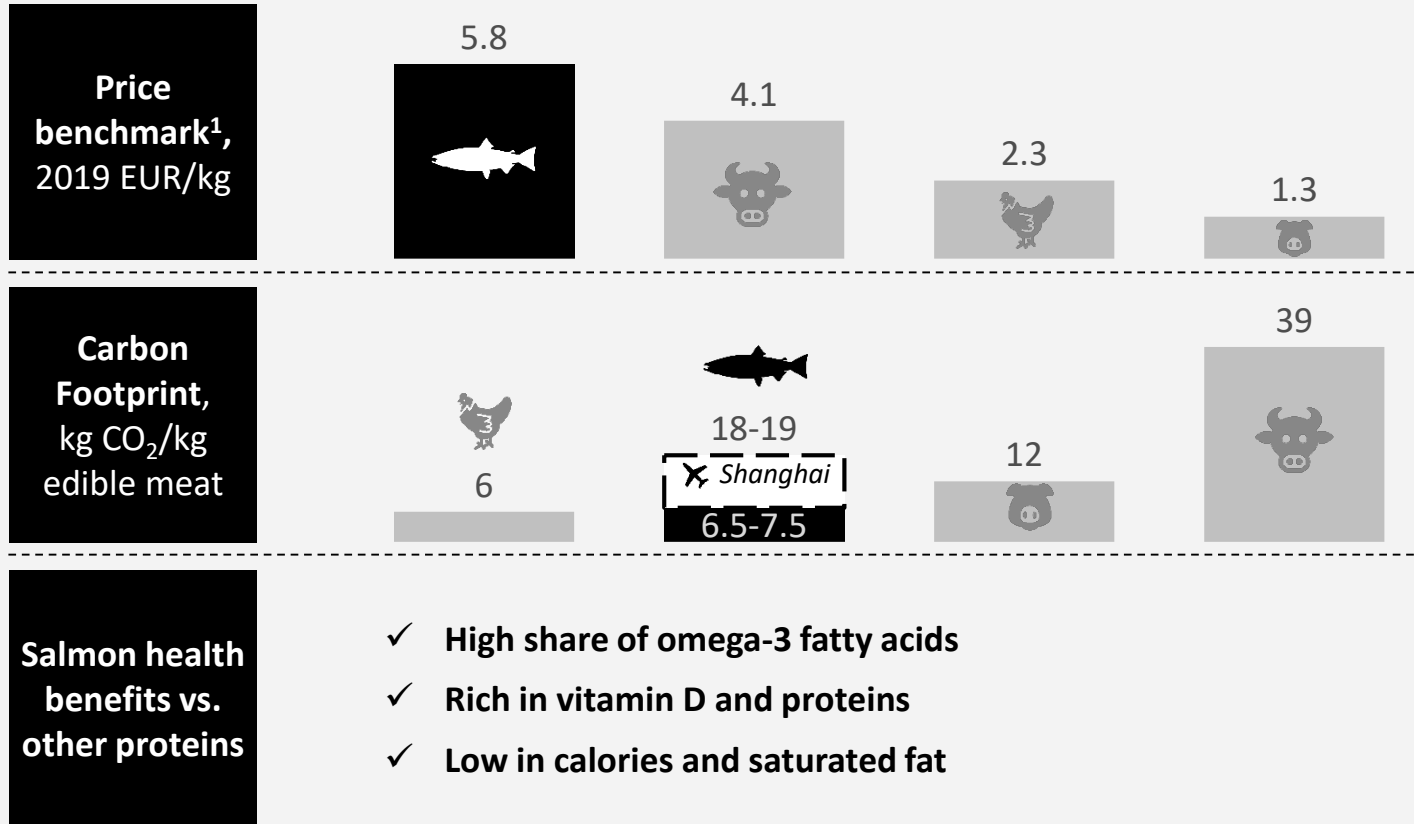 Price
benchmark¹,
2019 EUR/kg
5.8
4.1
2.3
1.3
Carbon
Footprint,
kg CO₂/kg
edible meat
6
18-19
Shanghai
6.5-7.5
12
39
Salmon health
benefits vs.
other proteins
✓ High share of omega-3 fatty acids
✓ Rich in vitamin D and proteins
✓ Low in calories and saturated fat